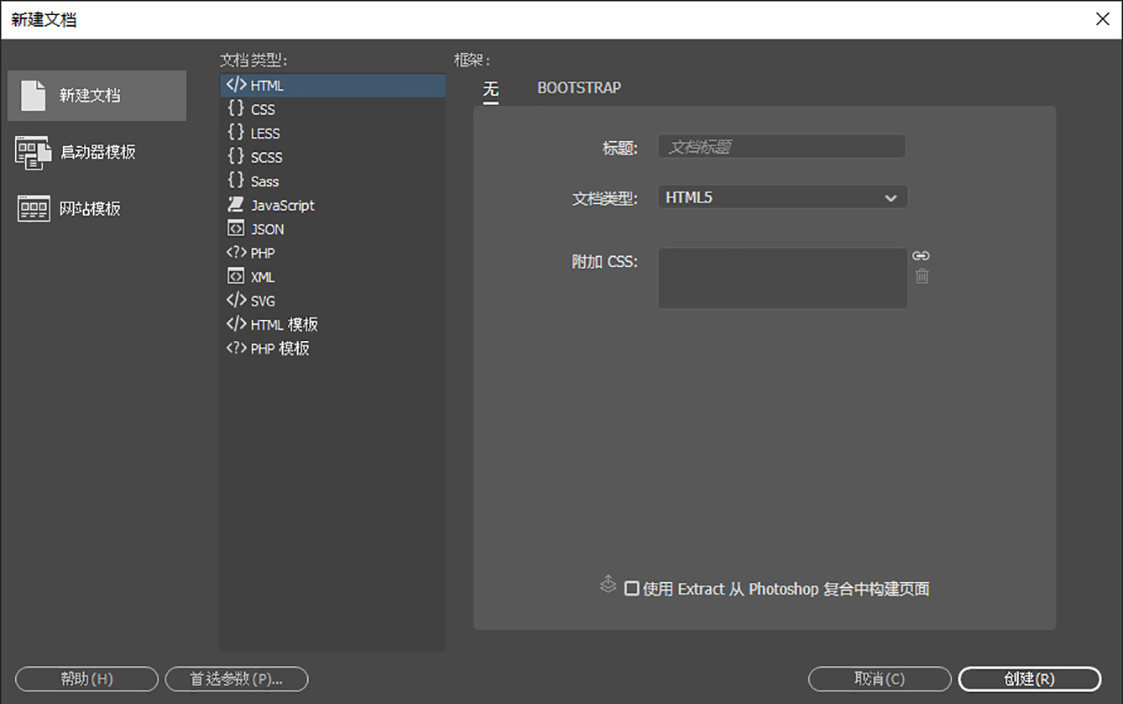 新建文档
新建文档
启动器模板
网站模板
文档类型:
</> HTML
{ } CSS
{ } LESS
{ } SCSS
{ } Sass
JavaScript
<> JSON
<?> PHP
<> XML
</> SVG
</> HTML 模板
<?> PHP 模板
框架:
无 BOOTSTRAP
标题: 文档标题
文档类型: HTML5
附加 CSS:
使用 Extract 从 Photoshop 复合中构建页面
帮助(H) 首选参数(P)... 取消(C) 创建(R)